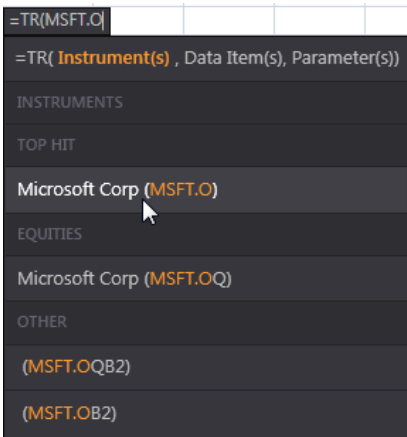 =TR(MSFT.O
=TR( Instrument(s) , Data Item(s), Parameter(s))
INSTRUMENTS
TOP HIT
Microsoft Corp (MSFT.O)
EQUITIES
Microsoft Corp (MSFT.OQ)
OTHER
(MSFT.OQB2)
(MSFT.OB2)